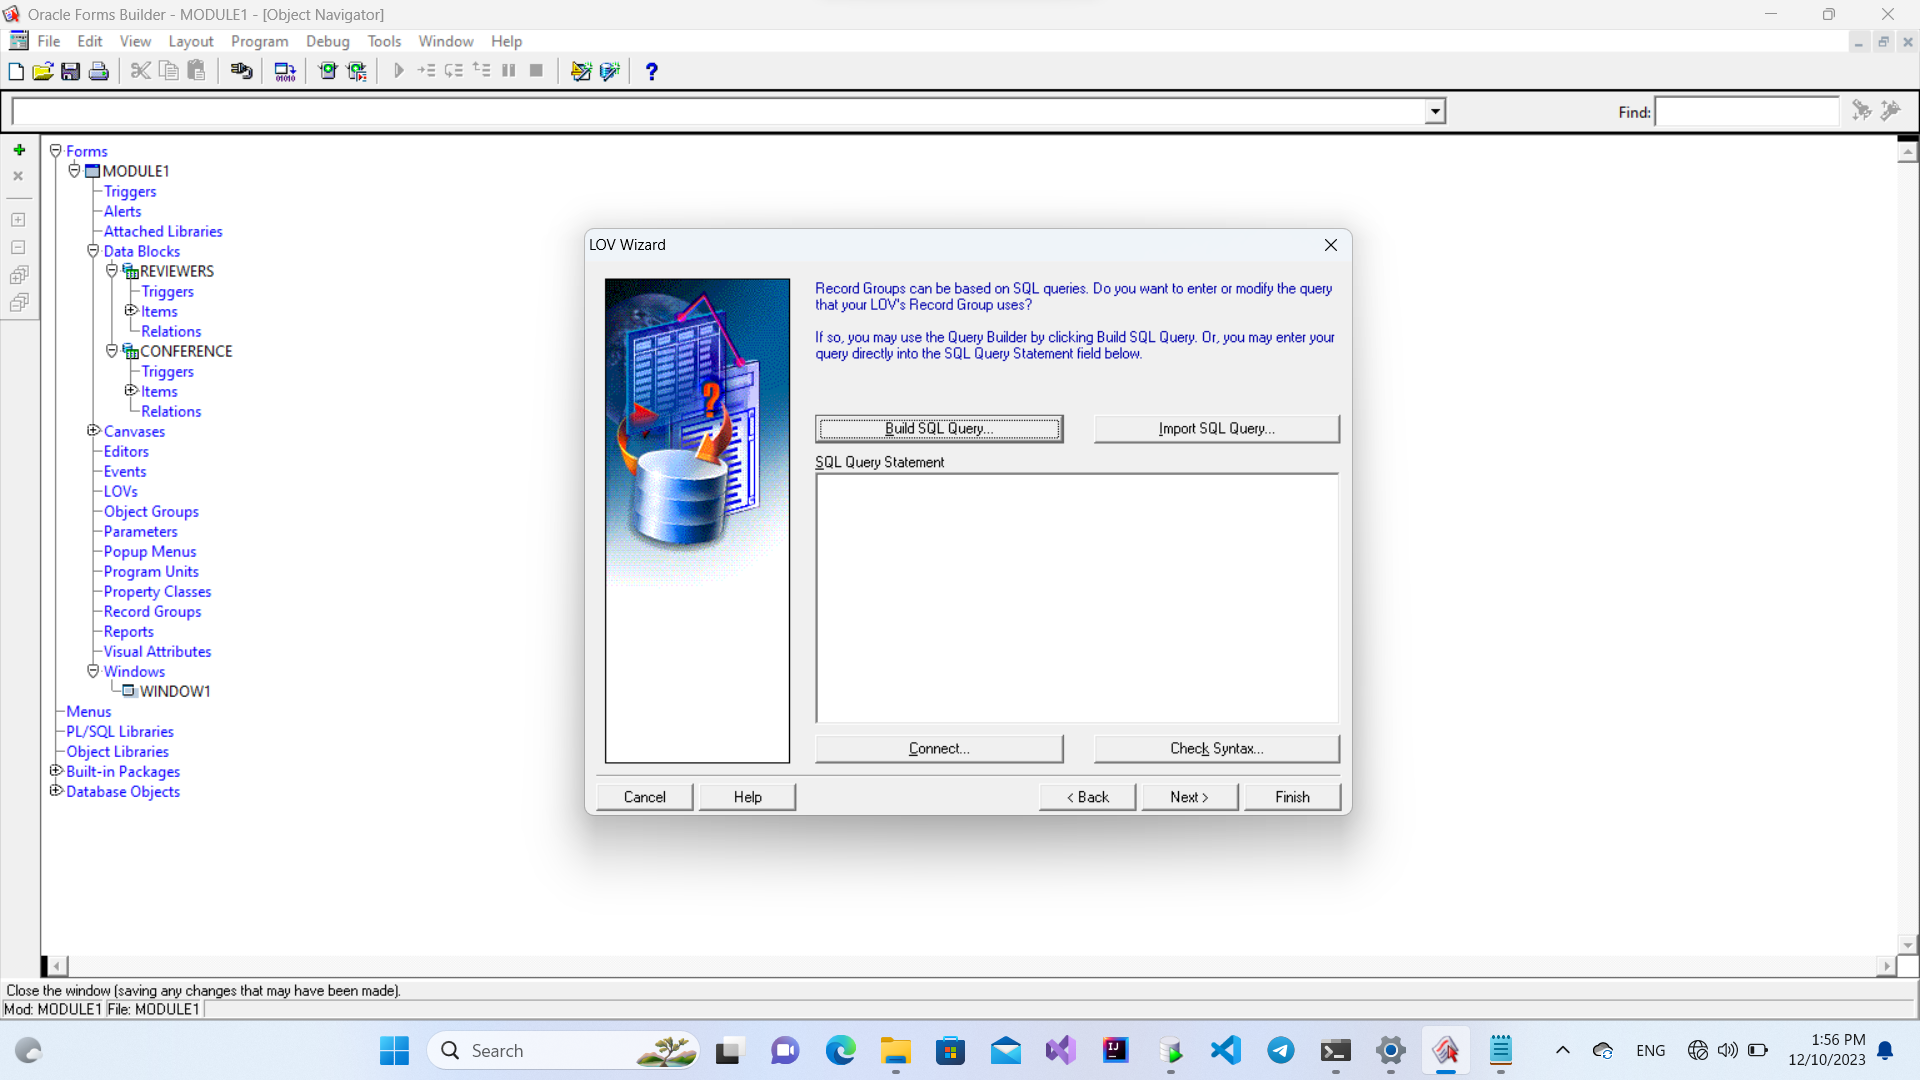 Oracle Forms Builder - MODULE1 - [Object Navigator]
File Edit View Layout Program Debug Tools Window Help
Find:
Forms
MODULE1
Triggers
Alerts
Attached Libraries
Data Blocks
REVIEWERS
Triggers
Items
Relations
CONFERENCE
Triggers
Items
Relations
Canvases
Editors
Events
LOVs
Object Groups
Parameters
Popup Menus
Program Units
Property Classes
Record Groups
Reports
Visual Attributes
Windows
WINDOW1
Menus
PL/SQL Libraries
Object Libraries
Built-in Packages
Database Objects
LOV Wizard
Record Groups can be based on SQL queries. Do you want to enter or modify the query
that your LOV's Record Group uses?
If so, you may use the Query Builder by clicking Build SQL Query. Or, you may enter your
query directly into the SQL Query Statement field below.
Build SQL Query... Import SQL Query...
SQL Query Statement
Connect... Check Syntax...
Cancel Help < Back Next > Finish
Close the window (saving any changes that may have been made).
Mod: MODULE1 File: MODULE1
Search
ENG
1:56 PM
12/10/2023